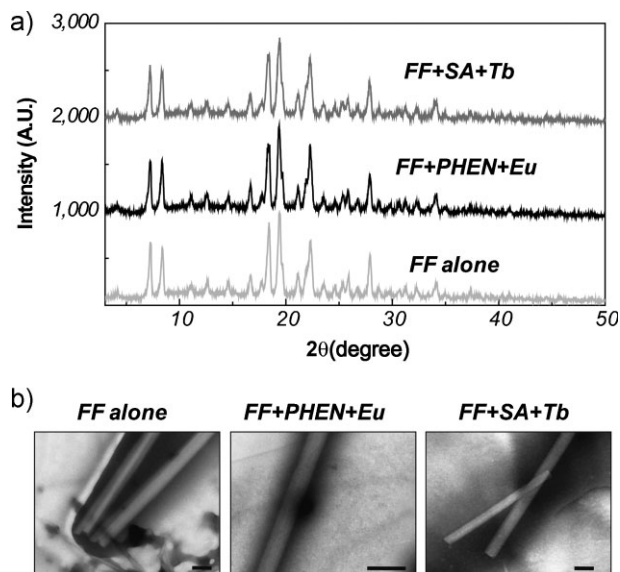 a)
3,000
2,000
1,000
Intensity (A.U.)
FF+SA+Tb
FF+PHEN+Eu
FF alone
10 20 30 40 50
2θ(degree)
b)
FF alone FF+PHEN+Eu FF+SA+Tb